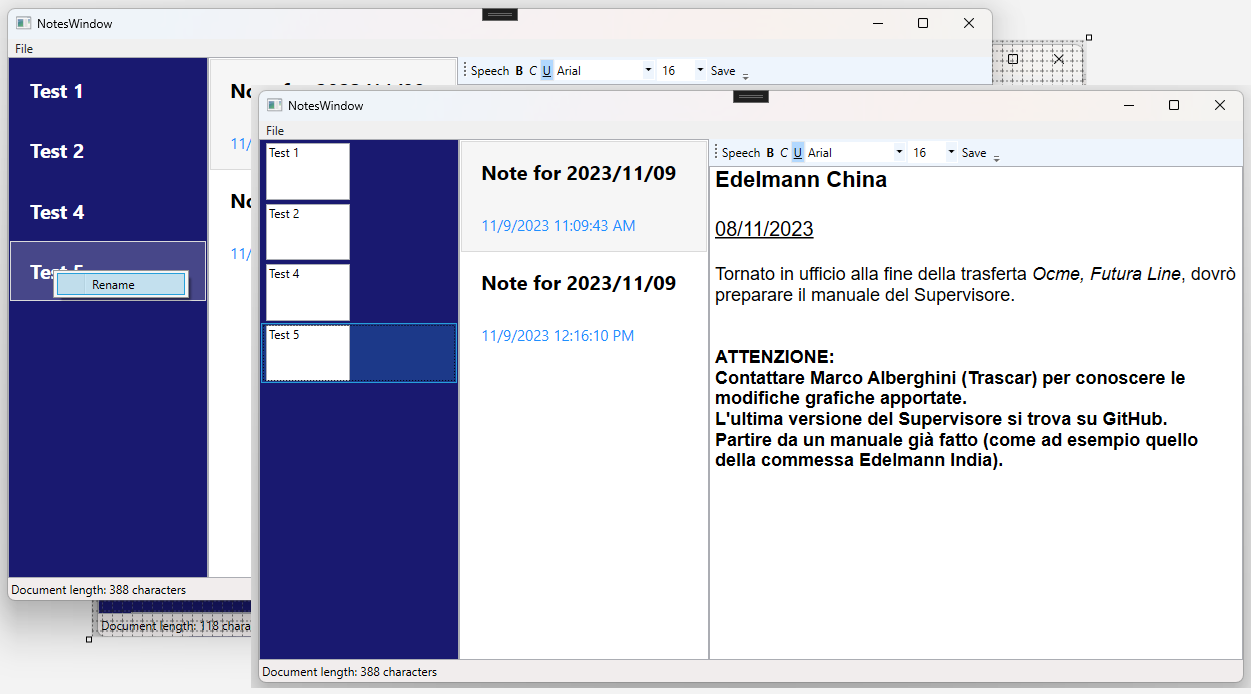 NotesWindow
File
Test 1
Test 2
Test 4
Rename
11/
No
11/
Speech B C U Arial 16 Save
Document length: 388 characters
Document length: 118 chara
NotesWindow
File
Test 1
Test 2
Test 4
Test 5
Note for 2023/11/09
11/9/2023 11:09:43 AM
Note for 2023/11/09
11/9/2023 12:16:10 PM
Speech B C U Arial 16 Save
Edelmann China
08/11/2023
Tornato in ufficio alla fine della trasferta Ocme, Futura Line, dovrò
preparare il manuale del Supervisore.
ATTENZIONE:
Contattare Marco Alberghini (Trascar) per conoscere le
modifiche grafiche apportate.
L'ultima versione del Supervisore si trova su GitHub.
Partire da un manuale già fatto (come ad esempio quello
della commessa Edelmann India).
Document length: 388 characters